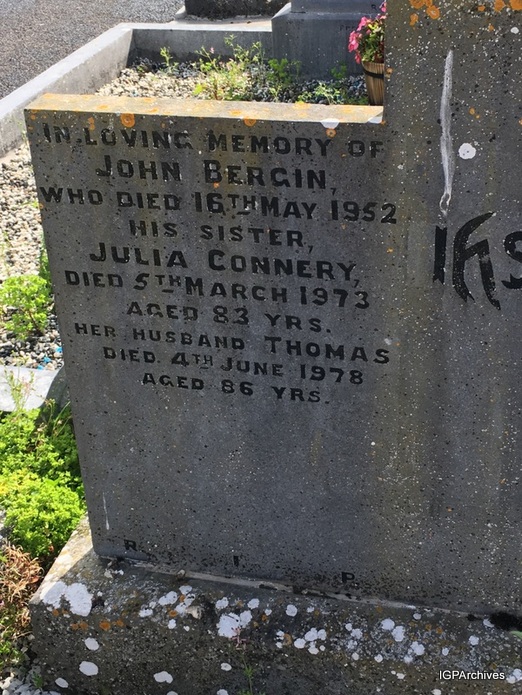 IN LOVING MEMORY OF
JOHN BERGIN,
WHO DIED 16TH MAY 1952
HIS SISTER,
JULIA CONNERY,
DIED 5TH MARCH 1973
AGED 83 YRS.
HER HUSBAND THOMAS
DIED 4TH JUNE 1978
AGED 86 YRS.
R. I. P.
IHS
IGPArchives